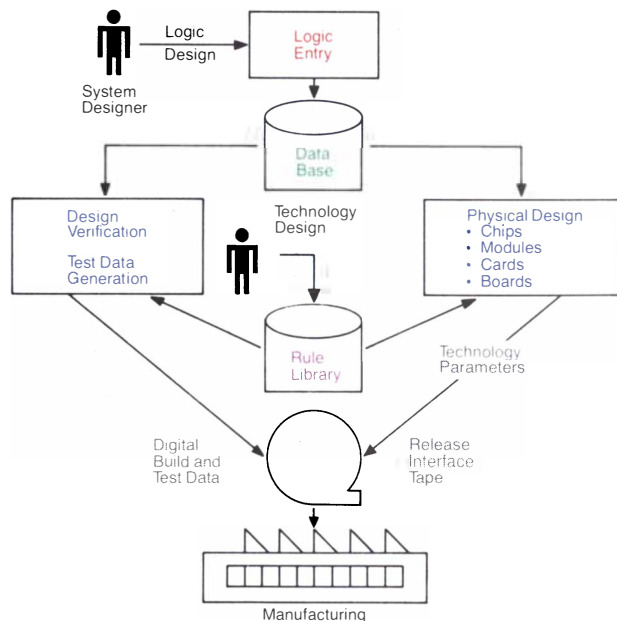 Logic
Design
Logic
Entry
System
Designer
Data
Base
Design
Verification
Test Data
Generation
Technology
Design
Physical Design
• Chips
• Modules
• Cards
• Boards
Rule
Library
Technology
Parameters
Digital
Build and
Test Data
Release
Interface
Tape
Manufacturing